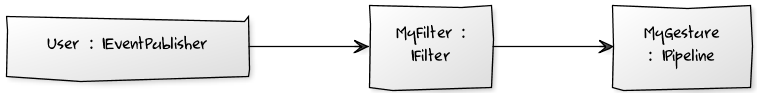 User : IEventPublisher
MyFilter :
IFilter
MyGesture
: IPipeline